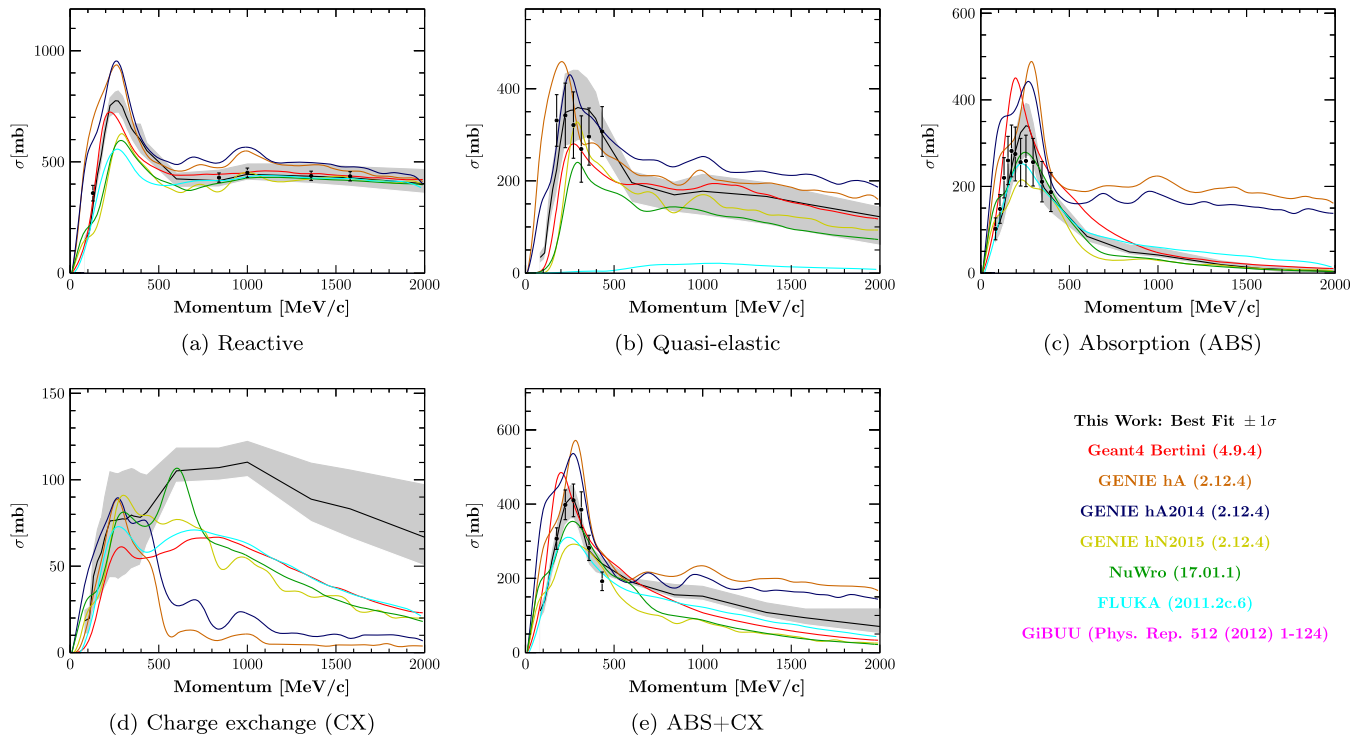 1000
500
0
σ[mb]
0 500 1000 1500 2000
Momentum [MeV/c]
(a) Reactive
400
200
0
σ[mb]
0 500 1000 1500 2000
Momentum [MeV/c]
(b) Quasi-elastic
600
400
200
0
σ[mb]
0 500 1000 1500 2000
Momentum [MeV/c]
(c) Absorption (ABS)
150
100
50
0
σ[mb]
0 500 1000 1500 2000
Momentum [MeV/c]
(d) Charge exchange (CX)
600
400
200
0
σ[mb]
0 500 1000 1500 2000
Momentum [MeV/c]
(e) ABS+CX
This Work: Best Fit ± 1σ
Geant4 Bertini (4.9.4)
GENIE hA (2.12.4)
GENIE hA2014 (2.12.4)
GENIE hN2015 (2.12.4)
NuWro (17.01.1)
FLUKA (2011.2c.6)
GiBUU (Phys. Rep. 512 (2012) 1-124)